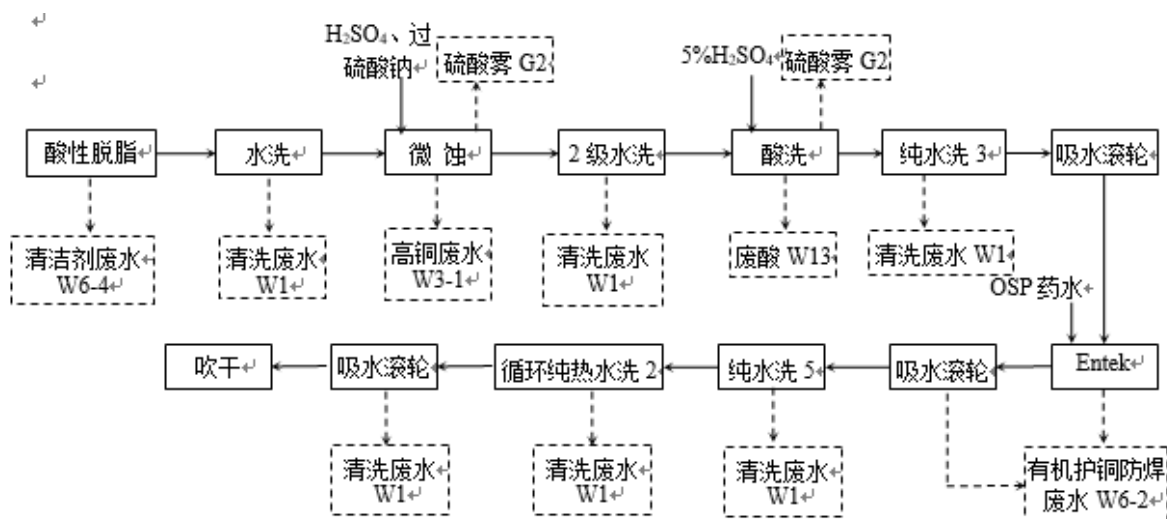 H₂SO₄、过
硫酸钠
硫酸雾 G2
5%H₂SO₄
硫酸雾 G2
酸性脱脂
水洗
微 蚀
2 级水洗
酸洗
纯水洗 3
吸水滚轮
清洁剂废水
W6-4
清洗废水
W1
高铜废水
W3-1
清洗废水
W1
废酸 W13
清洗废水 W1
OSP 药水
吹干
吸水滚轮
循环纯热水洗 2
纯水洗 5
吸水滚轮
Entek
清洗废水
W1
清洗废水
W1
清洗废水
W1
有机护铜防焊
废水 W6-2